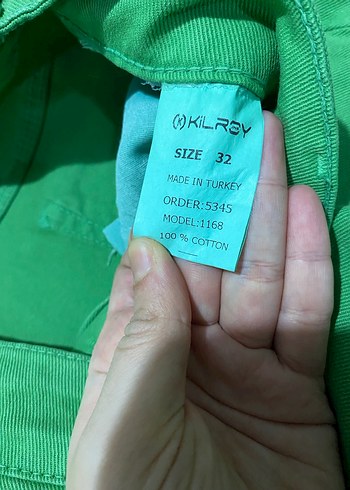 KiLROY
SIZE 32
MADE IN TURKEY
ORDER:5345
MODEL:1168
100 % COTTON